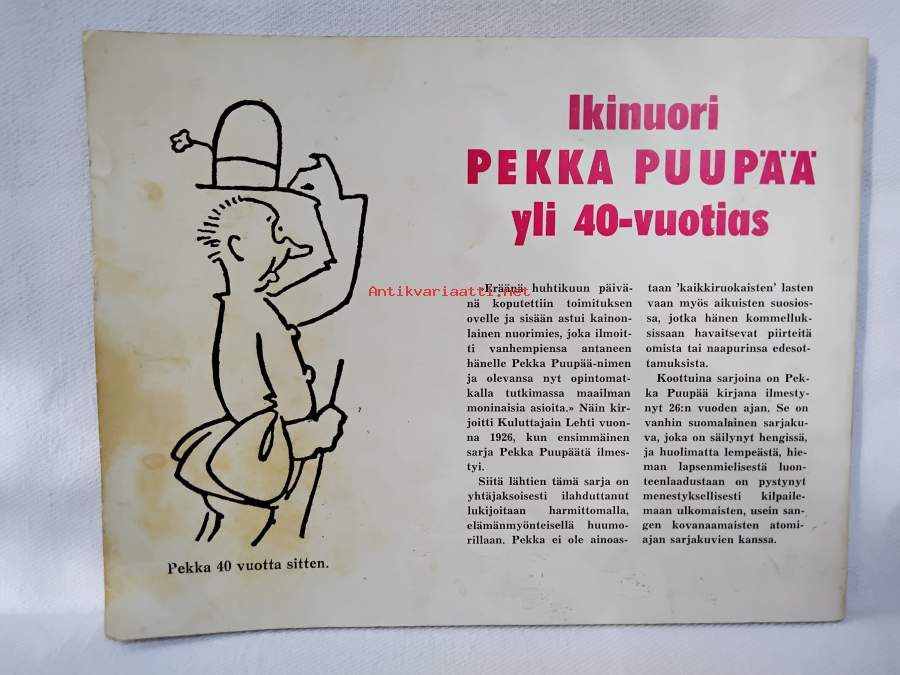 Ikinuori
PEKKA PUUPÄÄ
yli 40-vuotias
»Eräänä huhtikuun päivä-
nä koputettiin toimituksen
ovelle ja sisään astui kainon-
lainen nuorimies, joka ilmoit-
ti vanhempiensa antaneen
hänelle Pekka Puupää-nimen
ja olevansa nyt opintomat-
kalla tutkimassa maailman
moninaisia asioita.» Näin kir-
joitti Kuluttajain Lehti vuon-
na 1926, kun ensimmäinen
sarja Pekka Puupäätä ilmes-
tyi.
Siitä lähtien tämä sarja on
yhtäjaksoisesti ilahduttanut
lukijoitaan harmittomalla,
elämänmyönteisellä huumo-
rillaan. Pekka ei ole ainoas-
taan 'kaikkiruokaisten' lasten
vaan myös aikuisten suosios-
sa, jotka hänen kommelluk-
sissaan havaitsevat piirteitä
omista tai naapurinsa edesot-
tamuksista.
Koottuina sarjoina on Pek-
ka Puupää kirjana ilmesty-
nyt 26:n vuoden ajan. Se on
vanhin suomalainen sarjaku-
va, joka on säilynyt hengissä,
ja huolimatta lempeästä, hie-
man lapsenmielisestä luon-
teenlaadustaan on pystynyt
menestyksellisesti kilpaile-
maan ulkomaisten, usein san-
gen kovanaamaisten atomi-
ajan sarjakuvien kanssa.
Pekka 40 vuotta sitten.
Antikvariaatti.net